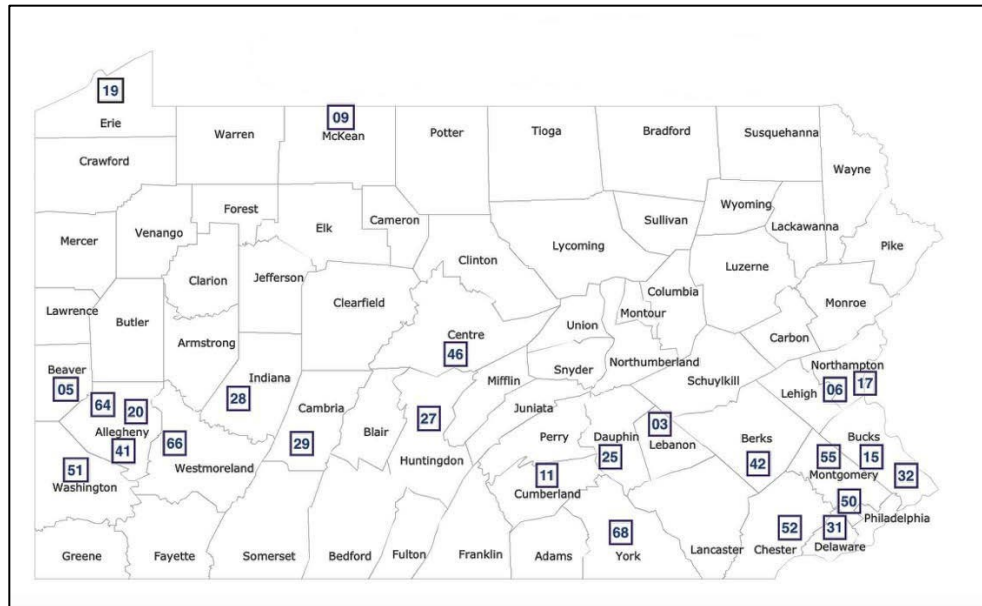 19
Erie
09
McKean
Warren
Potter
Tioga
Bradford
Susquehanna
Crawford
Wayne
Forest
Wyoming
Cameron
Sullivan
Lackawanna
Elk
Venango
Mercer
Pike
Lycoming
Clinton
Luzerne
Jefferson
Clarion
Clearfield
Columbia
Monroe
Lawrence
Montour
Butler
Union
Centre
Carbon
Armstrong
46
Northumberland
Northampton
Beaver
Snyder
Indiana
Mifflin
Schuylkill
Lehigh
05
06
17
28
Cambria
Juniata
64
20
27
03
Allegheny
Blair
Perry
Dauphin
Lebanon
Berks
Bucks
41
66
29
25
42
55
15
Huntingdon
51
Westmoreland
11
Montgomery
32
Washington
Cumberland
50
Philadelphia
68
52
31
Greene
Fayette
Somerset
Bedford
Fulton
Franklin
Adams
York
Lancaster
Chester
Delaware